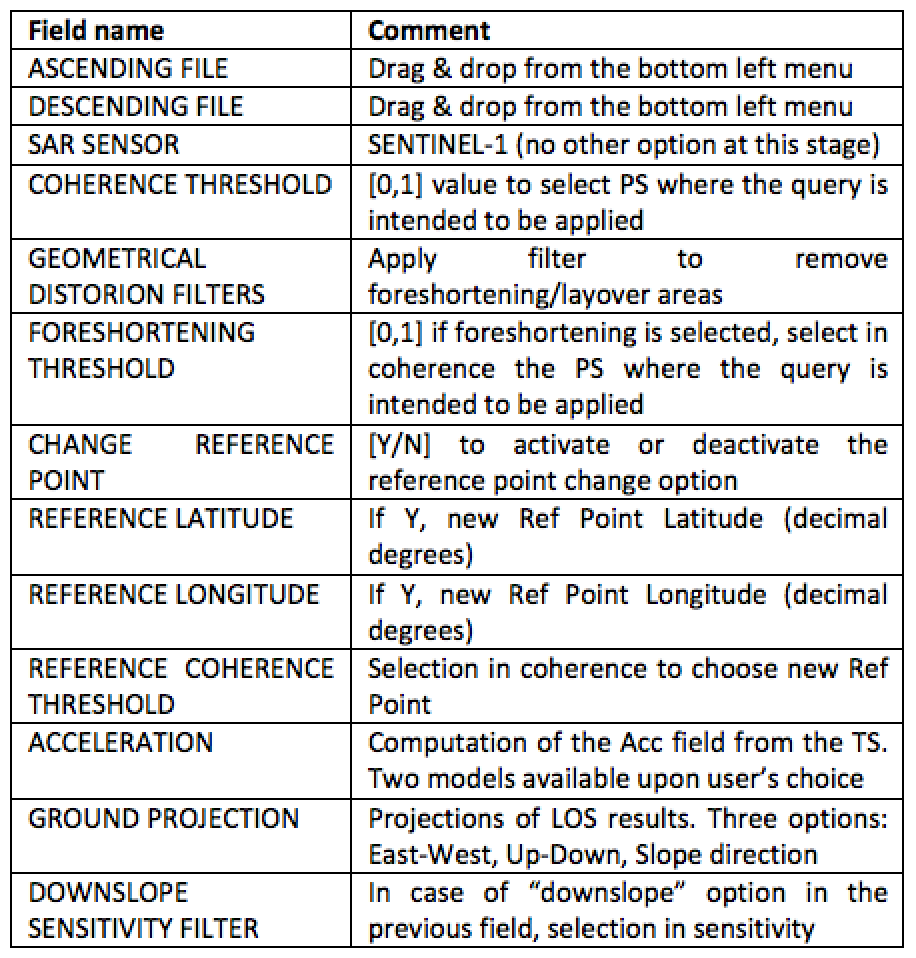 Field name Comment
ASCENDING FILE Drag & drop from the bottom left menu
DESCENDING FILE Drag & drop from the bottom left menu
SAR SENSOR SENTINEL-1 (no other option at this stage)
COHERENCE THRESHOLD [0,1] value to select PS where the query is
intended to be applied
GEOMETRICAL Apply filter to remove
DISTORION FILTERS foreshortening/layover areas
FORESHORTENING [0,1] if foreshortening is selected, select in
THRESHOLD coherence the PS where the query is
intended to be applied
CHANGE REFERENCE [Y/N] to activate or deactivate the
POINT reference point change option
REFERENCE LATITUDE If Y, new Ref Point Latitude (decimal
degrees)
REFERENCE LONGITUDE If Y, new Ref Point Longitude (decimal
degrees)
REFERENCE COHERENCE Selection in coherence to choose new Ref
THRESHOLD Point
ACCELERATION Computation of the Acc field from the TS.
Two models available upon user’s choice
GROUND PROJECTION Projections of LOS results. Three options:
East-West, Up-Down, Slope direction
DOWNSLOPE In case of “downslope” option in the
SENSITIVITY FILTER previous field, selection in sensitivity